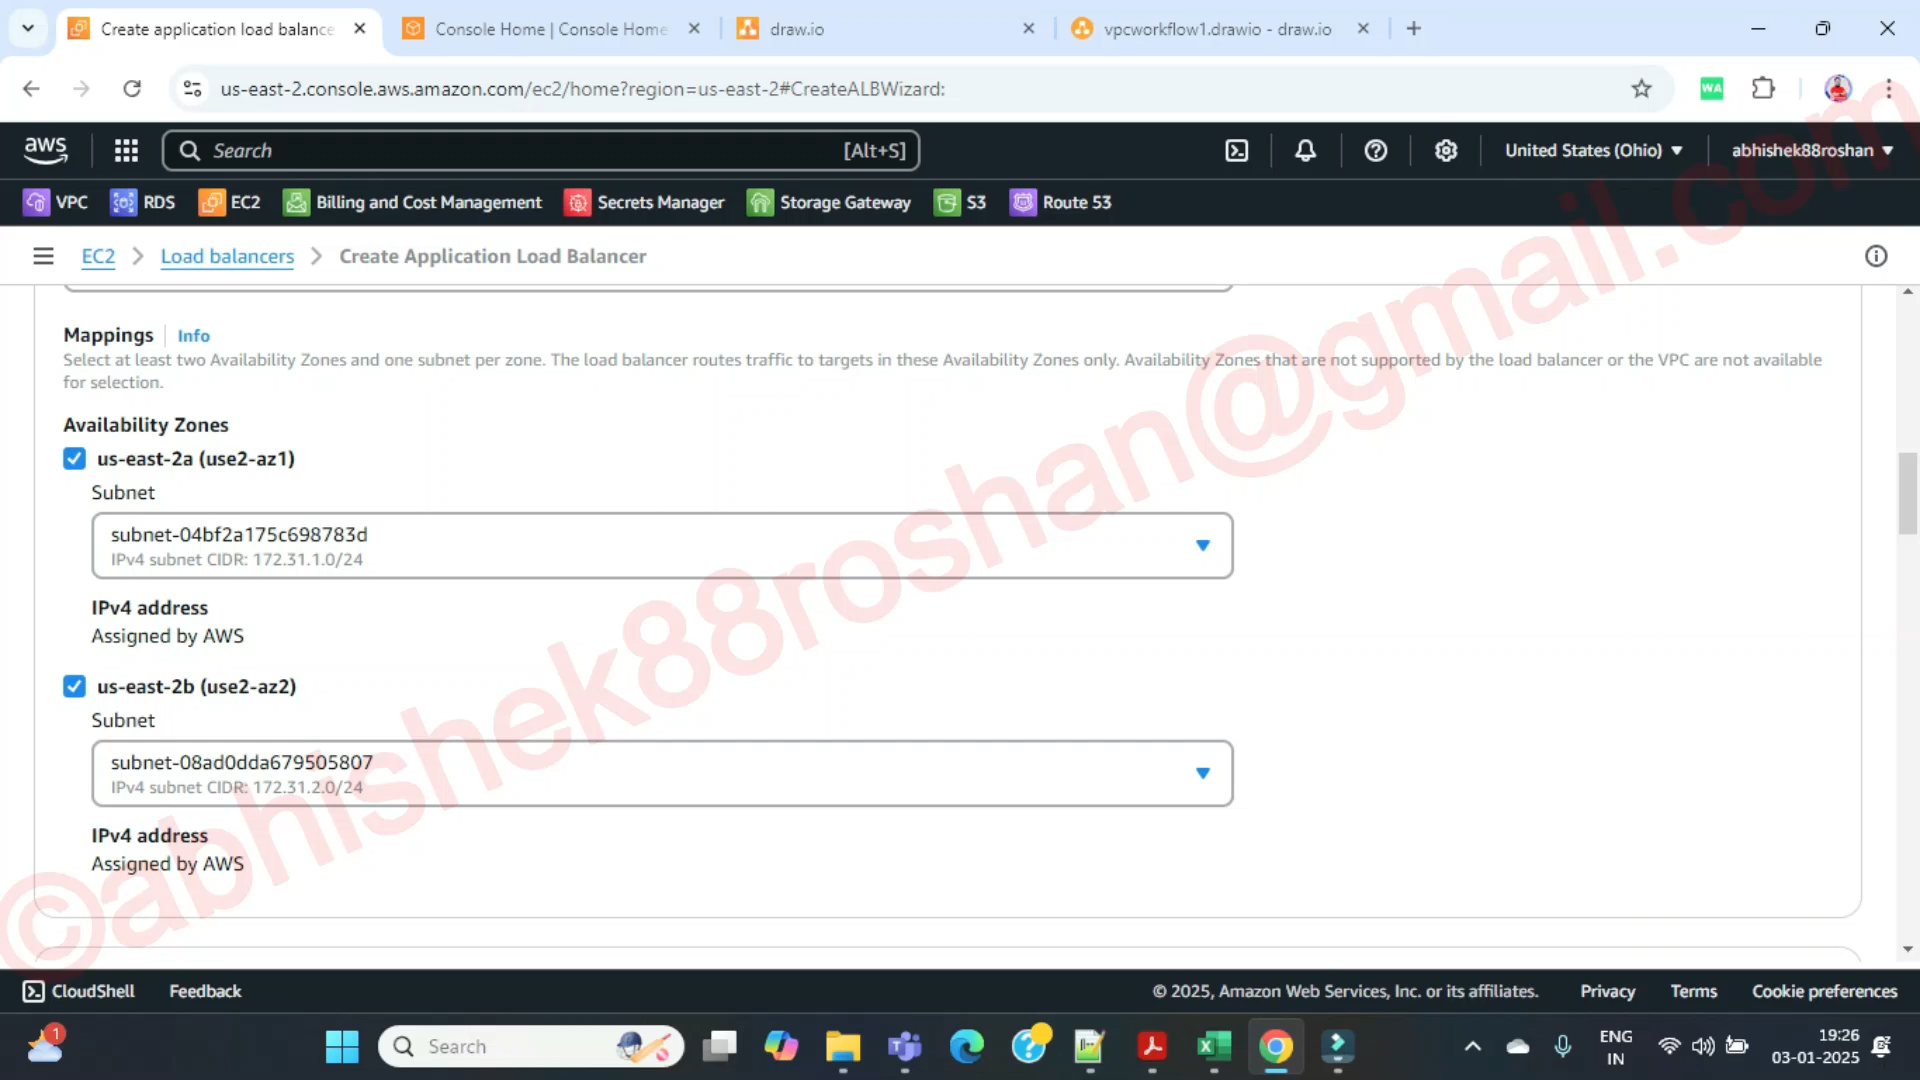 Create application load balance
Console Home | Console Home
draw.io
vpcworkflow1.drawio - draw.io
us-east-2.console.aws.amazon.com/ec2/home?region=us-east-2#CreateALBWizard:
WA
aws
Search
[Alt+S]
United States (Ohio)
abhishek88roshan
VPC
RDS
EC2
Billing and Cost Management
Secrets Manager
Storage Gateway
S3
Route 53
EC2 > Load balancers > Create Application Load Balancer
Mappings | Info
Select at least two Availability Zones and one subnet per zone. The load balancer routes traffic to targets in these Availability Zones only. Availability Zones that are not supported by the load balancer or the VPC are not available
for selection.
Availability Zones
us-east-2a (use2-az1)
Subnet
subnet-04bf2a175c698783d
IPv4 subnet CIDR: 172.31.1.0/24
IPv4 address
Assigned by AWS
us-east-2b (use2-az2)
Subnet
subnet-08ad0dda679505807
IPv4 subnet CIDR: 172.31.2.0/24
IPv4 address
Assigned by AWS
©abhishek88roshan@gmail.com
CloudShell
Feedback
© 2025, Amazon Web Services, Inc. or its affiliates.
Privacy
Terms
Cookie preferences
1
Search
ENG
IN
19:26
03-01-2025